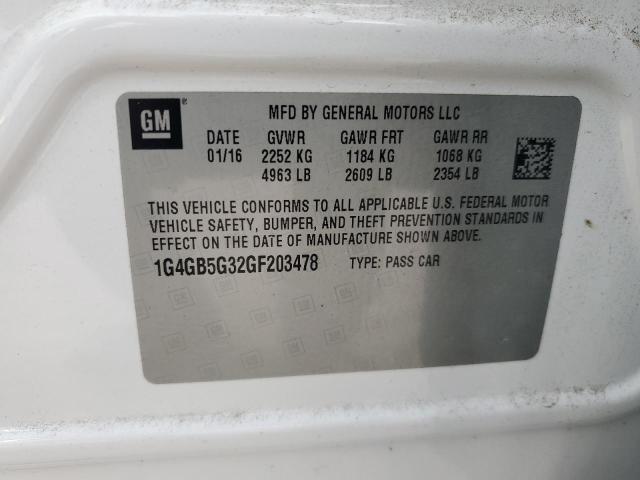 GM
®
MFD BY GENERAL MOTORS LLC
DATE GVWR GAWR FRT GAWR RR
01/16 2252 KG 1184 KG 1068 KG
4963 LB 2609 LB 2354 LB
THIS VEHICLE CONFORMS TO ALL APPLICABLE U.S. FEDERAL MOTOR
VEHICLE SAFETY, BUMPER, AND THEFT PREVENTION STANDARDS IN
EFFECT ON THE DATE OF MANUFACTURE SHOWN ABOVE.
1G4GB5G32GF203478 TYPE: PASS CAR